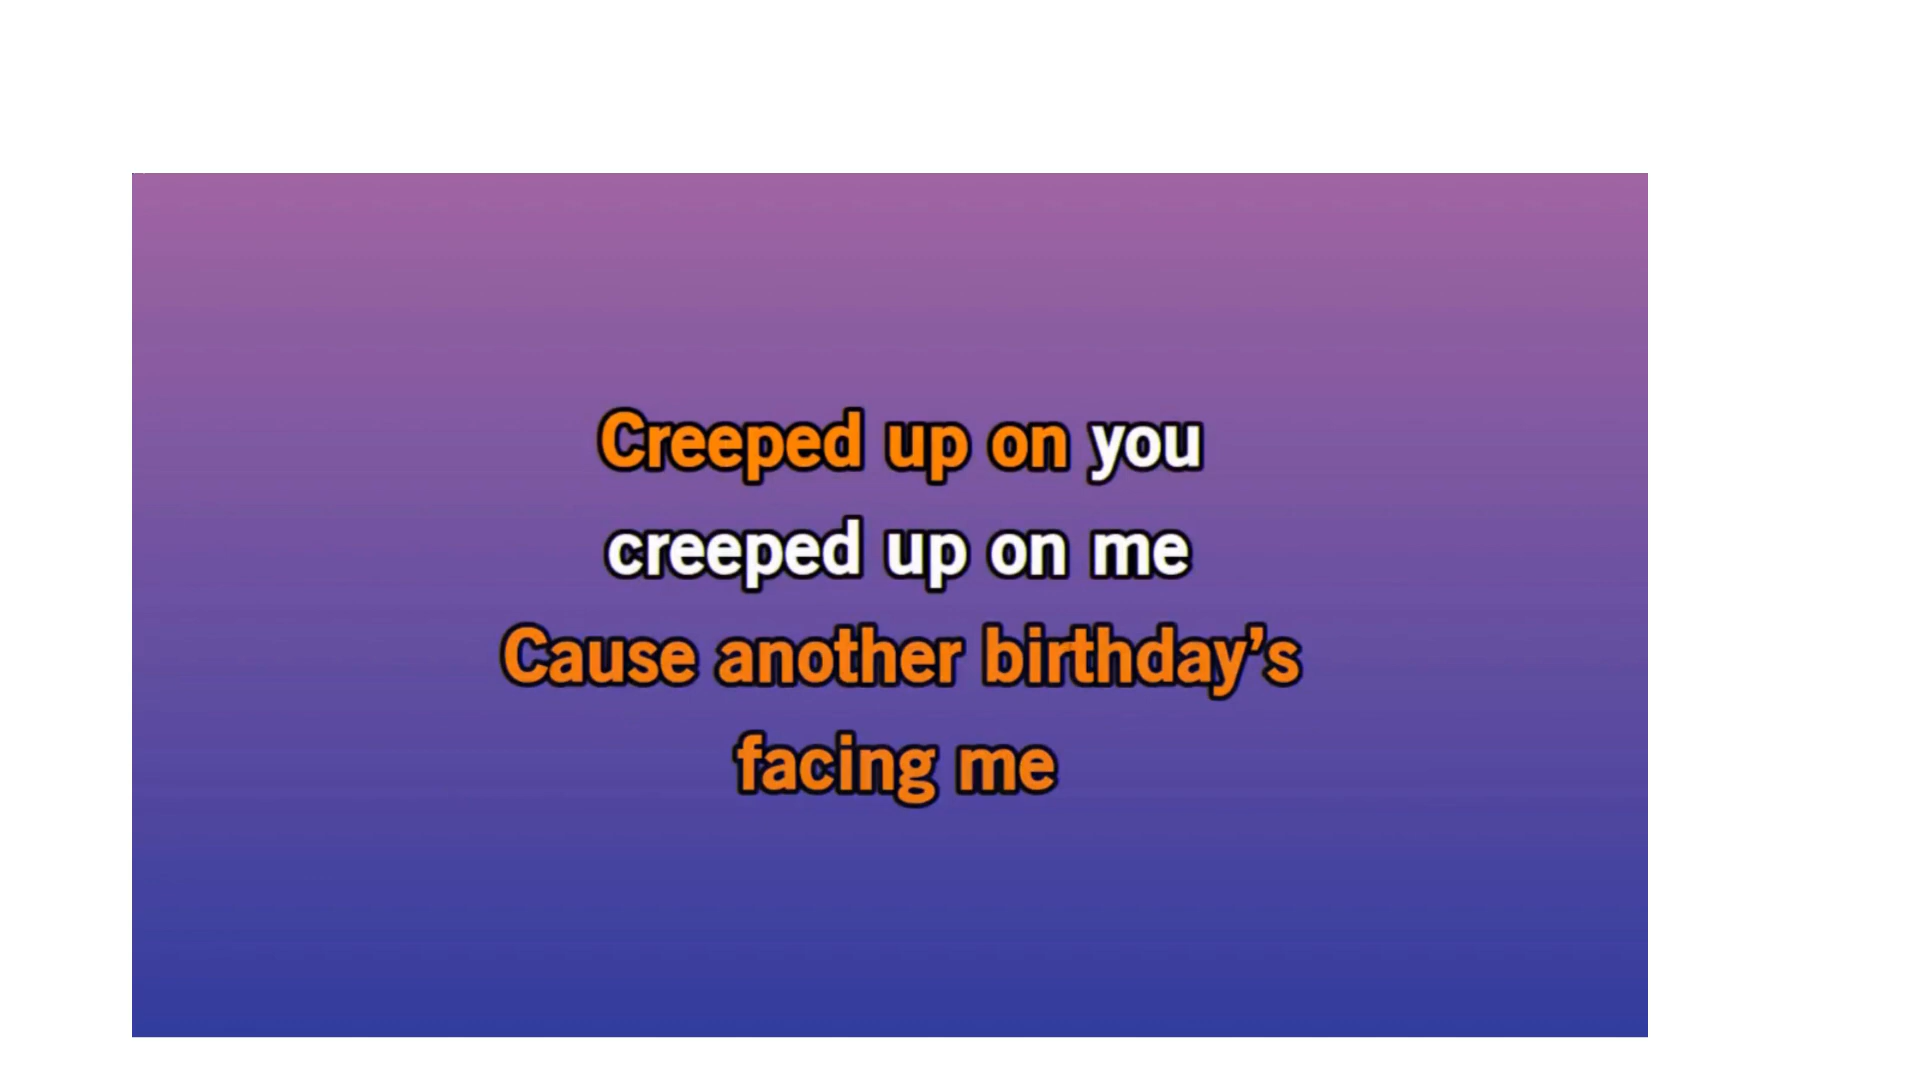 Creeped up on you
creeped up on me
Cause another birthday’s
facing me